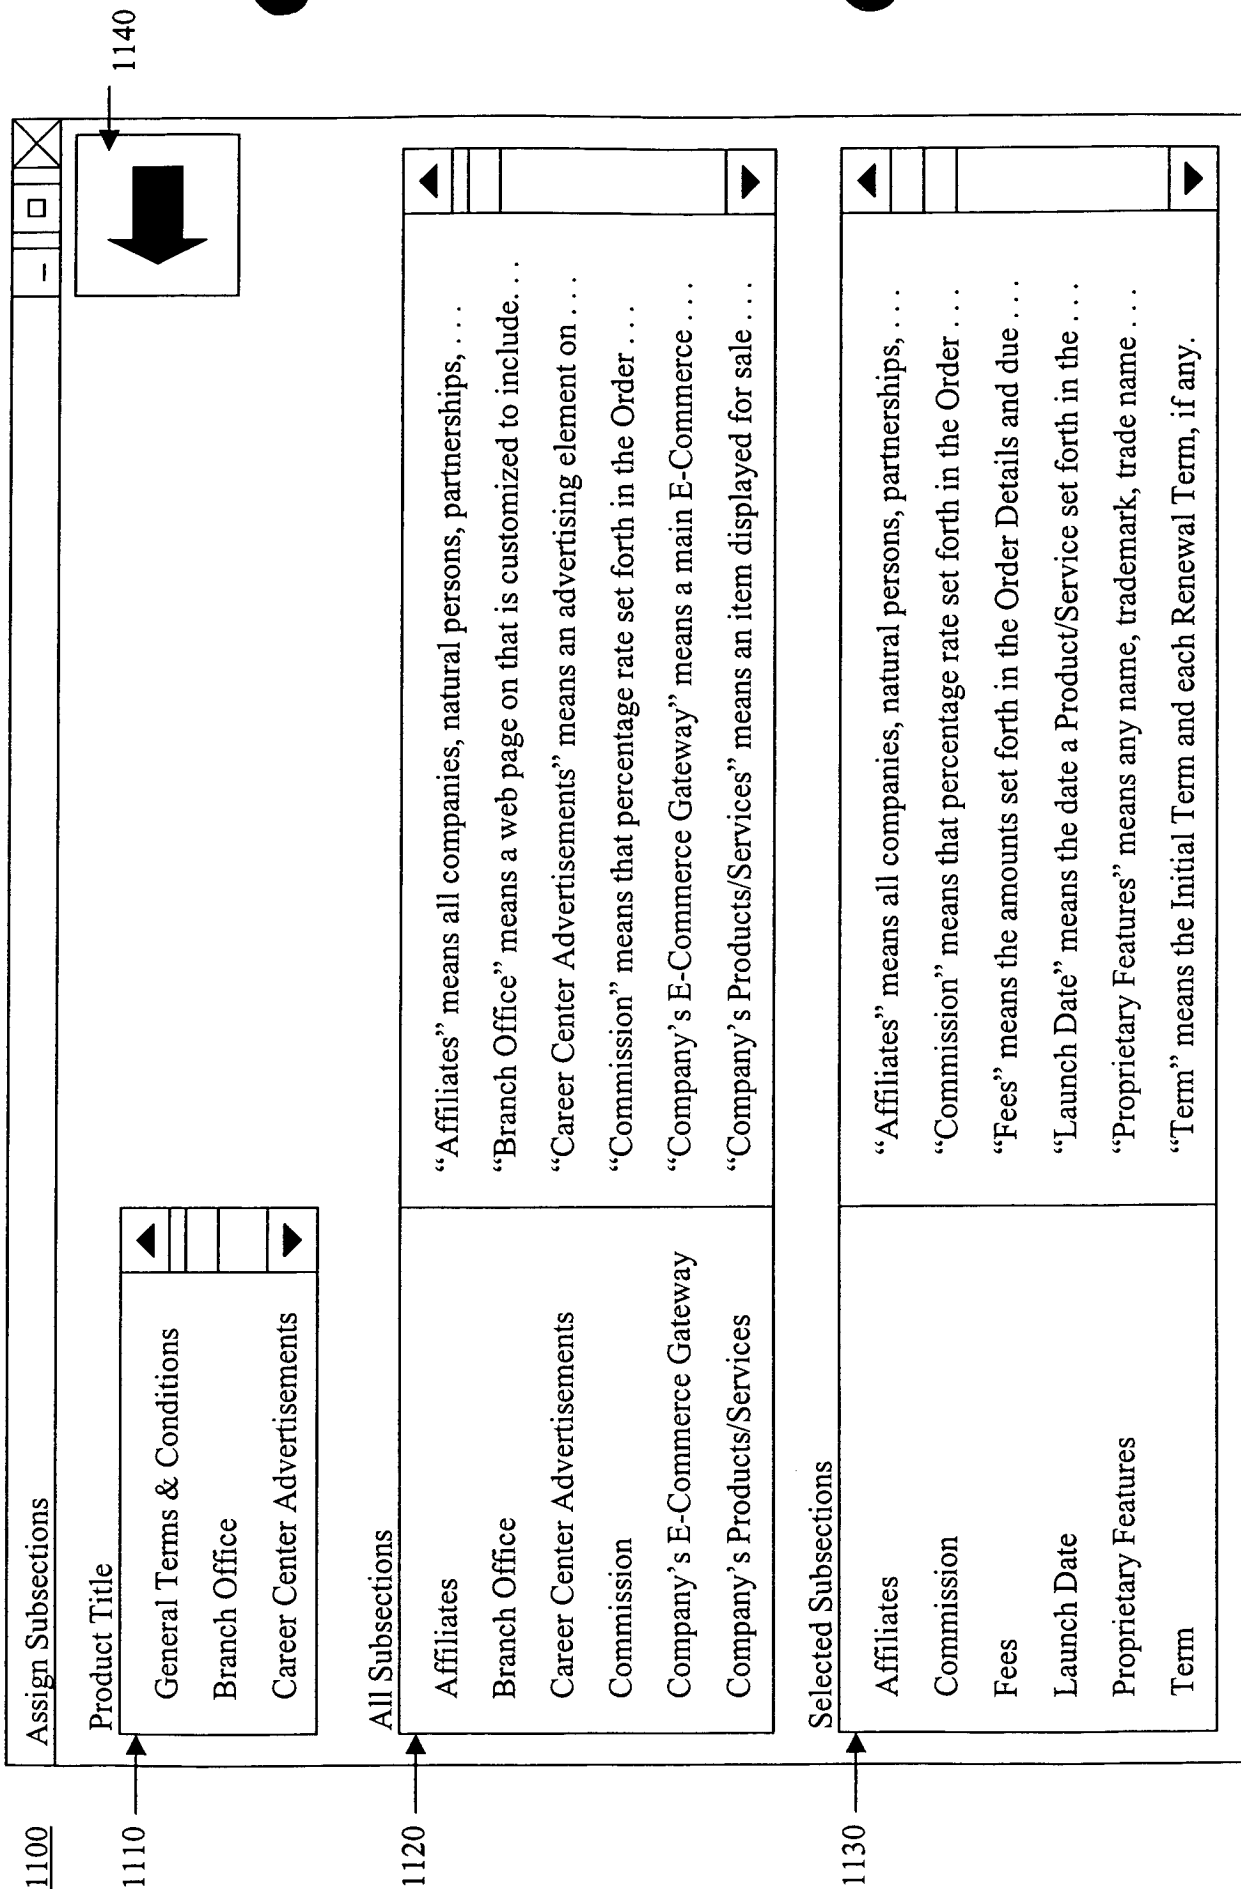 1100
Assign Subsections
1140
Product Title
1110
General Terms & Conditions
Branch Office
Career Center Advertisements
All Subsections
1120
Affiliates “Affiliates” means all companies, natural persons, partnerships, . . .
Branch Office “Branch Office” means a web page on that is customized to include. . .
Career Center Advertisements “Career Center Advertisements” means an advertising element on . . .
Commission “Commission” means that percentage rate set forth in the Order . . .
Company’s E-Commerce Gateway “Company’s E-Commerce Gateway” means a main E-Commerce . . .
Company’s Products/Services “Company’s Products/Services” means an item displayed for sale . . .
Selected Subsections
1130
Affiliates “Affiliates” means all companies, natural persons, partnerships, . . .
Commission “Commission” means that percentage rate set forth in the Order . . .
Fees “Fees” means the amounts set forth in the Order Details and due . . .
Launch Date “Launch Date” means the date a Product/Service set forth in the . . .
Proprietary Features “Proprietary Features” means any name, trademark, trade name . . .
Term “Term” means the Initial Term and each Renewal Term, if any.